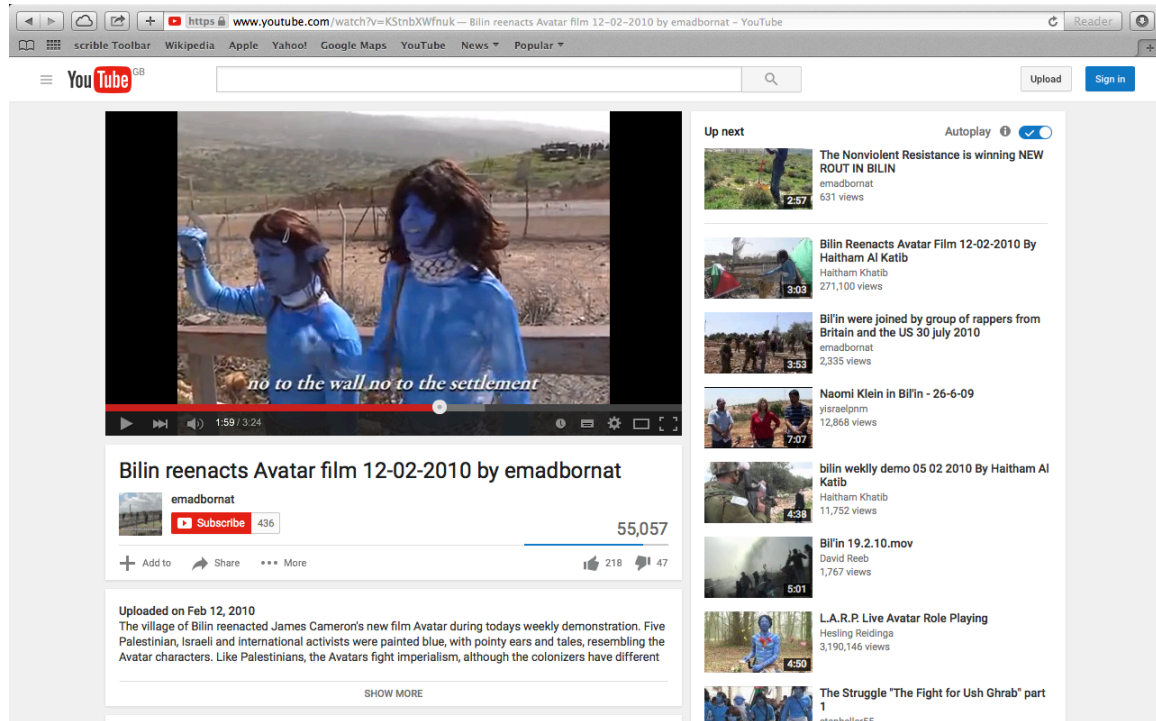 https www.youtube.com/watch?v=KStnbXWfnuk — Bilin reenacts Avatar film 12-02-2010 by emadbornat – YouTube
Reader
scrible Toolbar Wikipedia Apple Yahoo! Google Maps YouTube News Popular
YouTube GB
Upload
Sign in
no to the wall no to the settlement
1:59 / 3:24
Bilin reenacts Avatar film 12-02-2010 by emadbornat
emadbornat
Subscribe 436
55,057
Add to Share More 218 47
Uploaded on Feb 12, 2010
The village of Bilin reenacted James Cameron's new film Avatar during todays weekly demonstration. Five
Palestinian, Israeli and international activists were painted blue, with pointy ears and tales, resembling the
Avatar characters. Like Palestinians, the Avatars fight imperialism, although the colonizers have different
SHOW MORE
Up next Autoplay
The Nonviolent Resistance is winning NEW
ROUT IN BILIN
emadbornat
631 views
2:57
Bilin Reenacts Avatar Film 12-02-2010 By
Haitham Al Katib
Haitham Khatib
271,100 views
3:03
Bil'in were joined by group of rappers from
Britain and the US 30 july 2010
emadbornat
2,335 views
3:53
Naomi Klein in Bil'in - 26-6-09
yisraelpnm
12,868 views
7:07
bilin weklly demo 05 02 2010 By Haitham Al
Katib
Haitham Khatib
11,752 views
4:38
Bil'in 19.2.10.mov
David Reeb
1,767 views
5:01
L.A.R.P. Live Avatar Role Playing
Hesling Reidinga
3,190,146 views
4:50
The Struggle "The Fight for Ush Ghrab" part
1